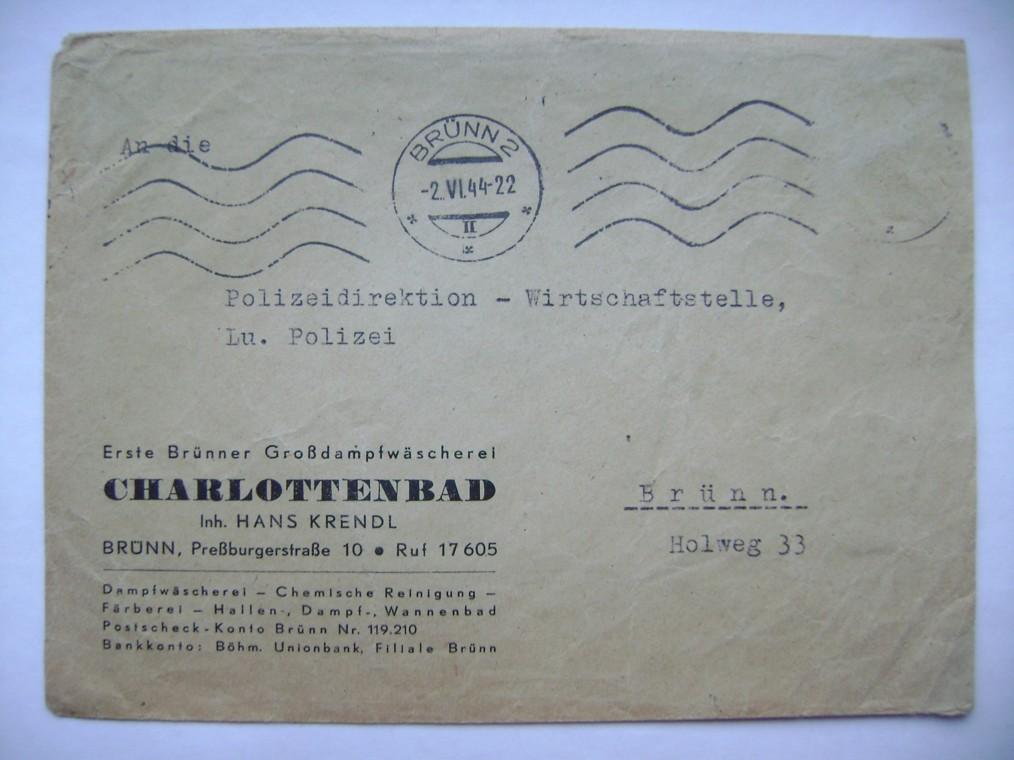 An die
BRÜNN 2
-2.VI.44-22
II
Polizeidirektion - Wirtschaftstelle,
Lu. Polizei
Erste Brünner Großdampfwäscherei
CHARLOTTENBAD
Inh. HANS KRENDL
BRÜNN, Preßburgerstraße 10 ● Ruf 17 605
Dampfwäscherei – Chemische Reinigung –
Färberei – Hallen-, Dampf-, Wannenbad
Postscheck-Konto Brünn Nr. 119.210
Bankkonto: Böhm. Unionbank, Filiale Brünn
Brünn.
Holweg 33